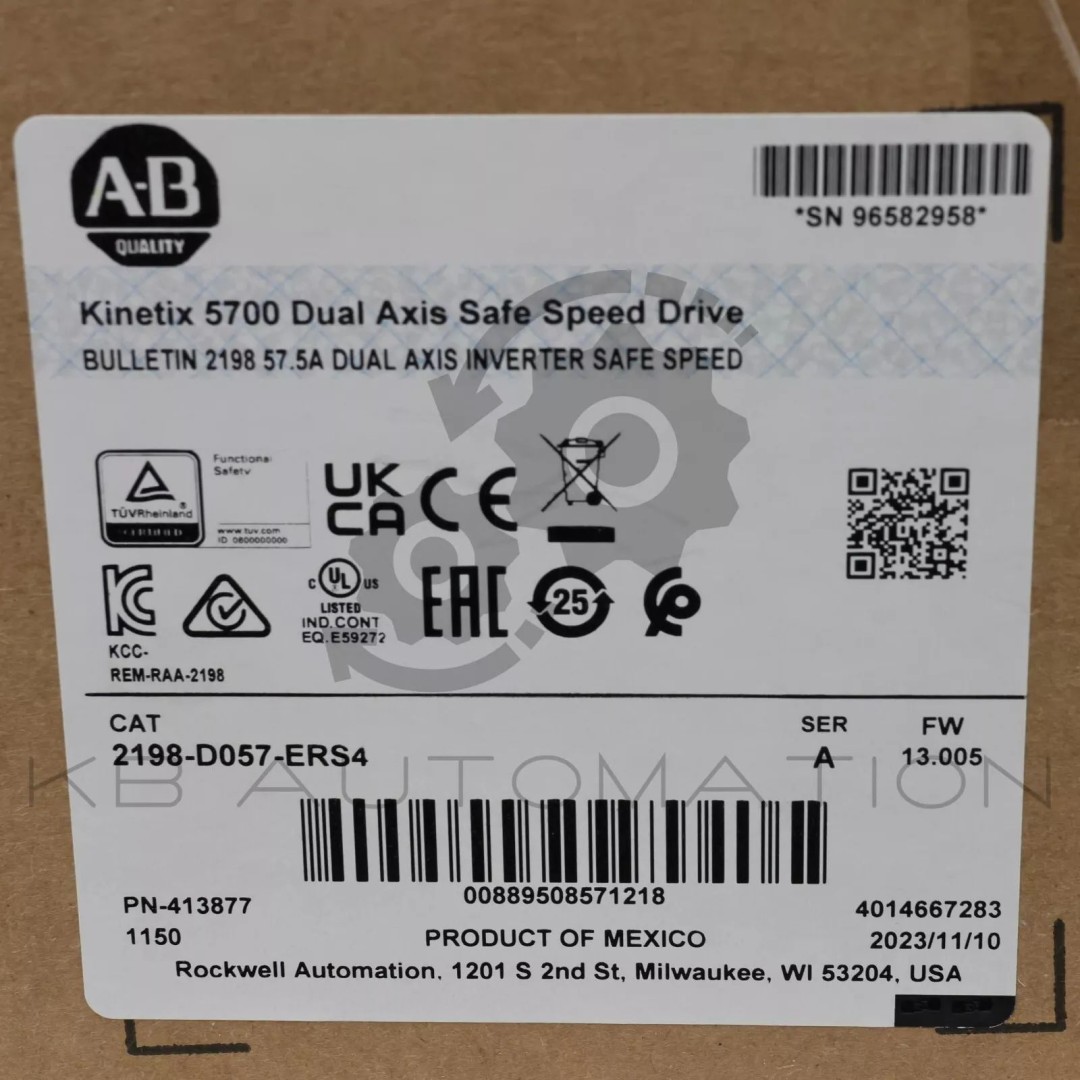 A-B
QUALITY
*SN 96582958*
Kinetix 5700 Dual Axis Safe Speed Drive
BULLETIN 2198 57.5A DUAL AXIS INVERTER SAFE SPEED
Functional
Safety
TÜVRheinland
CERTIFIED
www.tuv.com
ID 0600000000
UK
CA
CE
KC
KCC-
REM-RAA-2198
C UL US
LISTED
IND.CONT
EQ.E59272
EAC
25
CAT
2198-D057-ERS4
SER
A
FW
13.005
KB AUTOMATION
00889508571218
PN-413877
1150
4014667283
2023/11/10
PRODUCT OF MEXICO
Rockwell Automation, 1201 S 2nd St, Milwaukee, WI 53204, USA